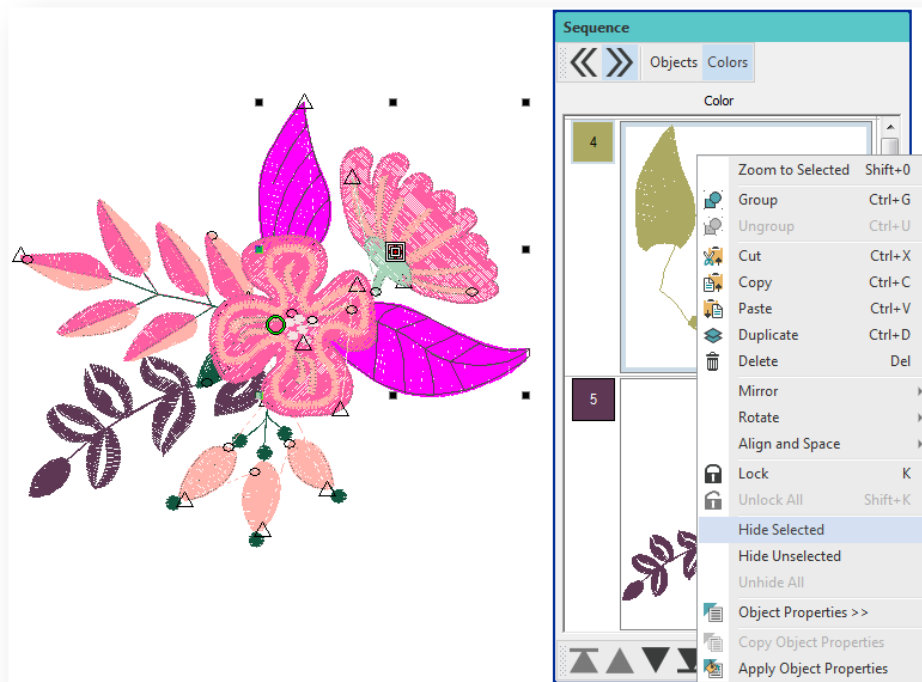 Sequence
Objects Colors
Color
4
Zoom to Selected Shift+0
Group Ctrl+G
Ungroup Ctrl+U
Cut Ctrl+X
Copy Ctrl+C
Paste Ctrl+V
Duplicate Ctrl+D
Delete Del
Mirror
5
Rotate
Align and Space
Lock K
Unlock All Shift+K
Hide Selected
Hide Unselected
Unhide All
Object Properties >>
Copy Object Properties
Apply Object Properties